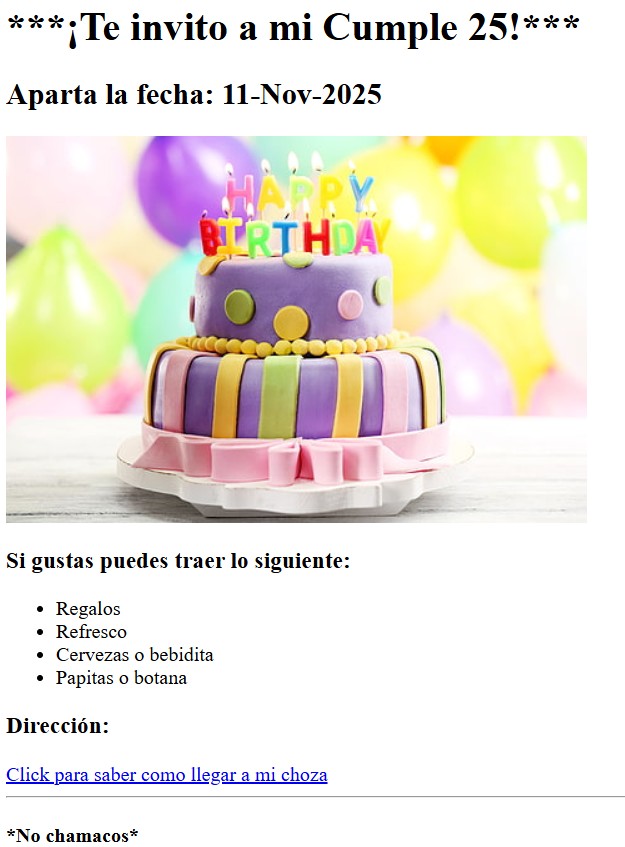 ***¡Te invito a mi Cumple 25!***
Aparta la fecha: 11-Nov-2025
HAPPY
BIRTHDAY
Si gustas puedes traer lo siguiente:
• Regalos
• Refresco
• Cervezas o bebidita
• Papitas o botana
Dirección:
Click para saber como llegar a mi choza
*No chamacos*